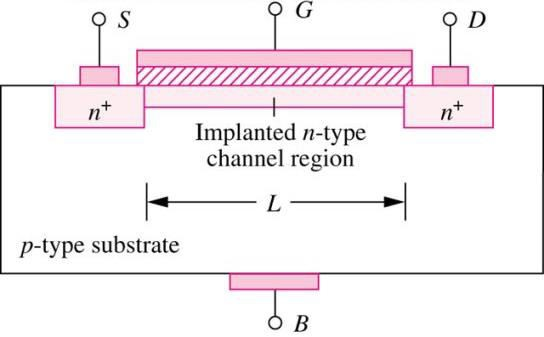 S
G
D
n+
n+
Implanted n-type
channel region
L
p-type substrate
B